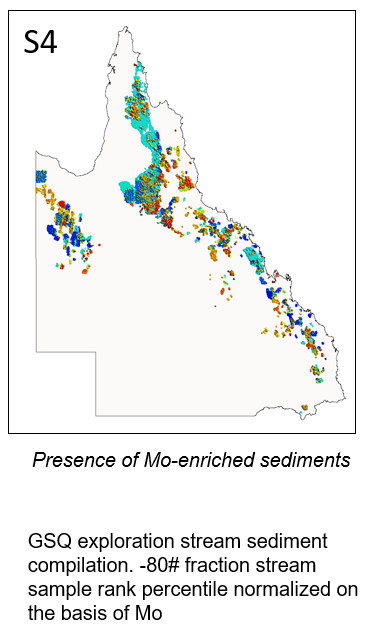 S4
Presence of Mo-enriched sediments
GSQ exploration stream sediment
compilation. -80# fraction stream
sample rank percentile normalized on
the basis of Mo